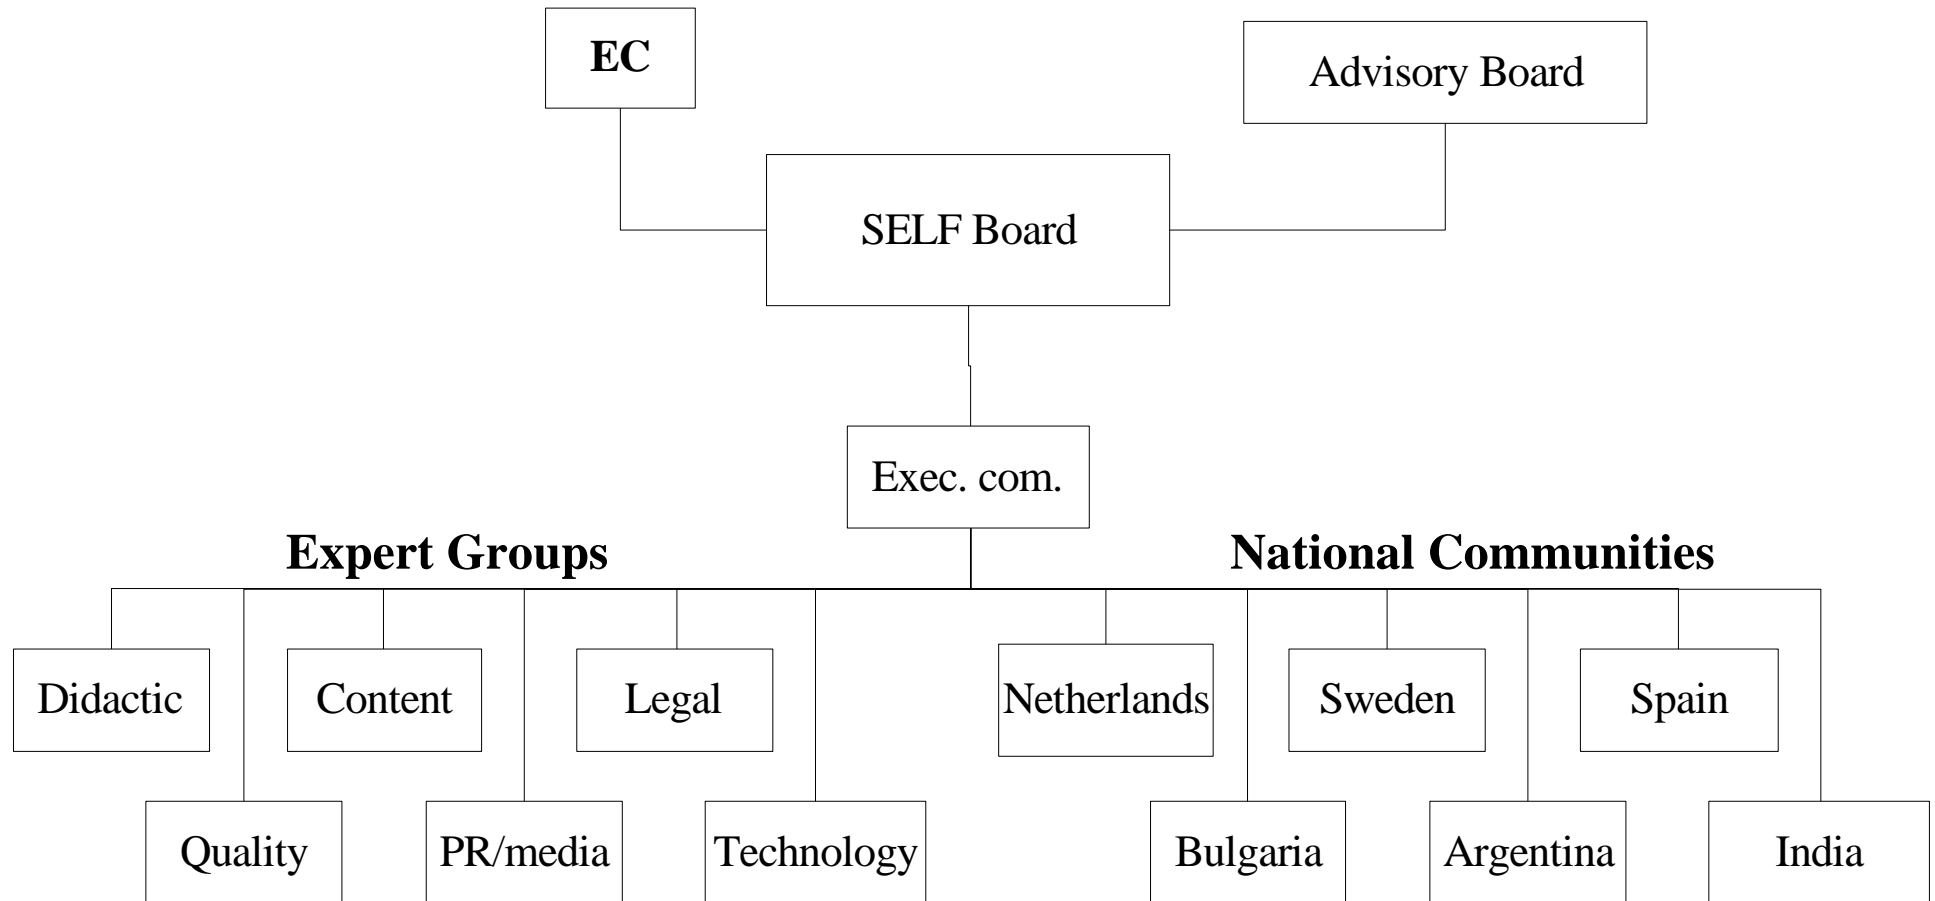 EC
Advisory Board
SELF Board
Exec. com.
Expert Groups
National Communities
Didactic
Content
Legal
Netherlands
Sweden
Spain
Quality
PR/media
Technology
Bulgaria
Argentina
India